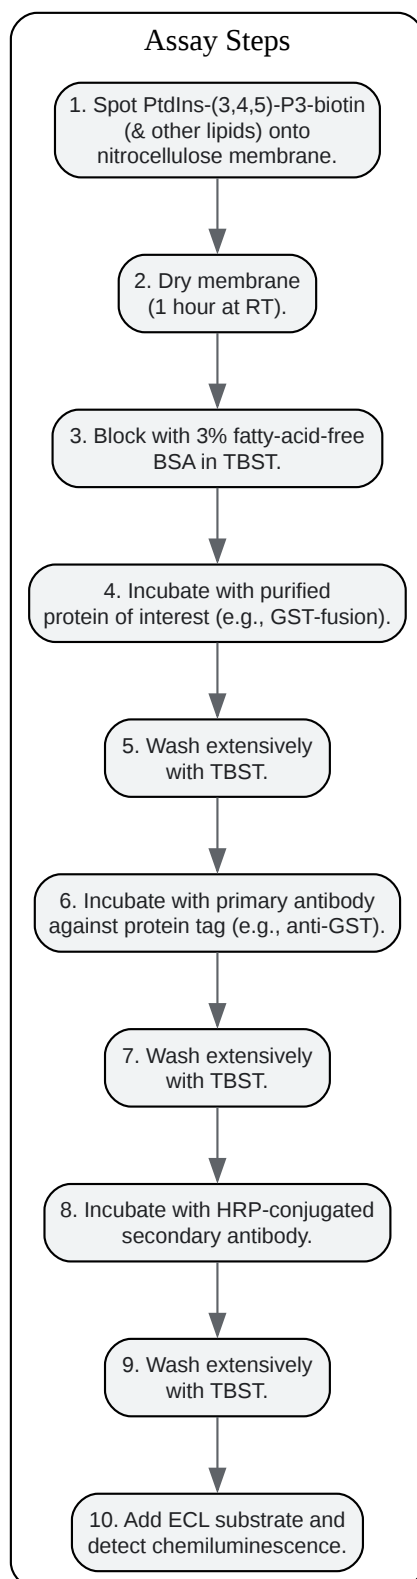 Assay Steps
1. Spot PtdIns-(3,4,5)-P3-biotin
(& other lipids) onto
nitrocellulose membrane.
2. Dry membrane
(1 hour at RT).
3. Block with 3% fatty-acid-free
BSA in TBST.
4. Incubate with purified
protein of interest (e.g., GST-fusion).
5. Wash extensively
with TBST.
6. Incubate with primary antibody
against protein tag (e.g., anti-GST).
7. Wash extensively
with TBST.
8. Incubate with HRP-conjugated
secondary antibody.
9. Wash extensively
with TBST.
10. Add ECL substrate and
detect chemiluminescence.